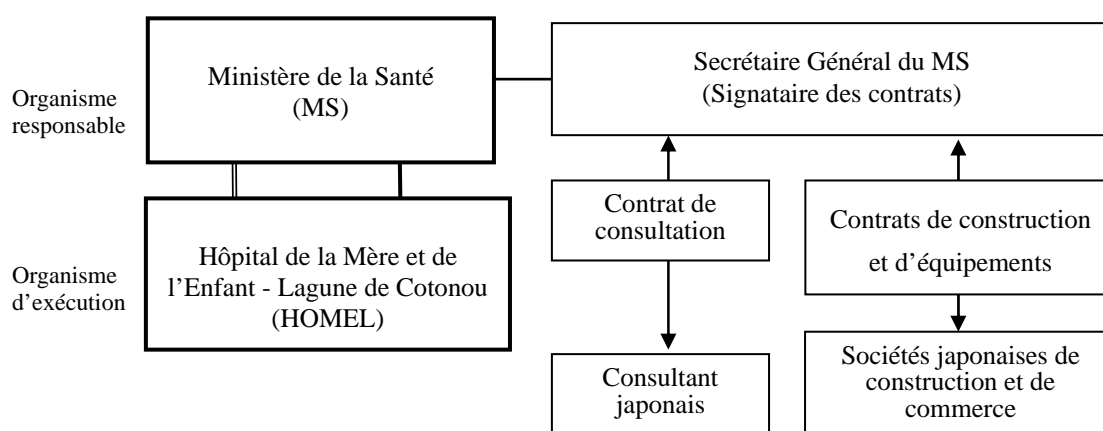 Organisme
responsable
Ministère de la Santé
(MS)
Secrétaire Général du MS
(Signataire des contrats)
Organisme
d'exécution
Hôpital de la Mère et de
l'Enfant - Lagune de Cotonou
(HOMEL)
Contrat de
consultation
Contrats de construction
et d'équipements
Consultant
japonais
Sociétés japonaises de
construction et de
commerce